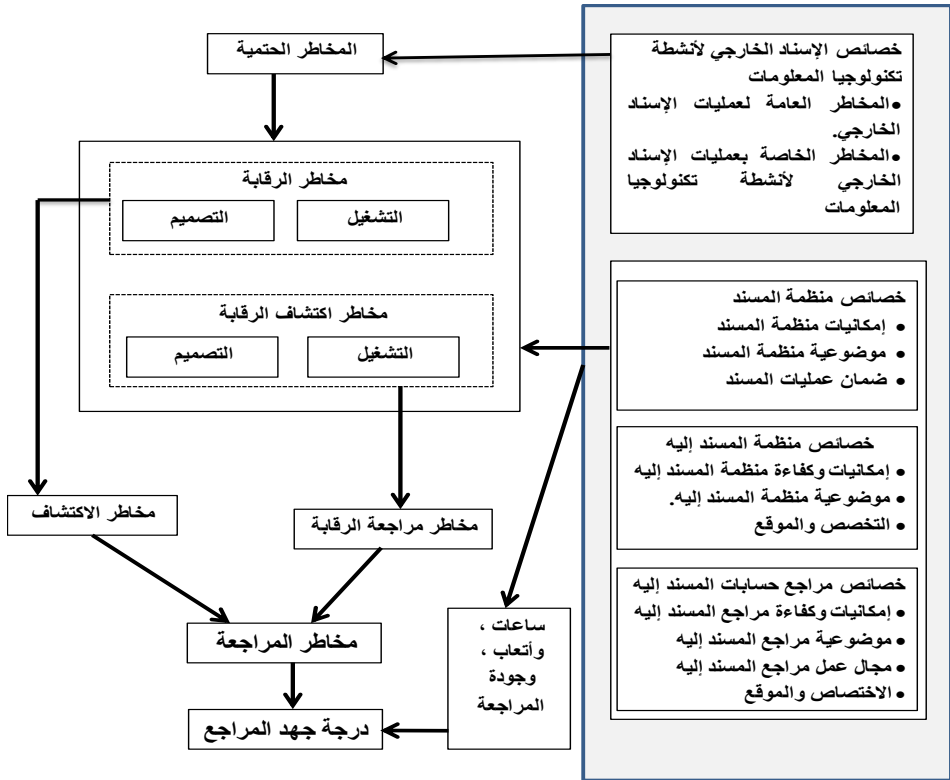 خصائص الإسناد الخارجي لأنشطة
تكنولوجيا المعلومات
●المخاطر العامة لعمليات الإسناد
الخارجي.
●المخاطر الخاصة بعمليات الإسناد
الخارجي لأنشطة تكنولوجيا
المعلومات
المخاطر الحتمية
مخاطر الرقابة
التشغيل
التصميم
مخاطر اكتشاف الرقابة
التشغيل
التصميم
خصائص منظمة المسند
● إمكانيات منظمة المسند
● موضوعية منظمة المسند
● ضمان عمليات المسند
خصائص منظمة المسند إليه
● إمكانيات وكفاءة منظمة المسند إليه
● موضوعية منظمة المسند إليه.
● التخصص والموقع
خصائص مراجع حسابات المسند إليه
● إمكانيات وكفاءة مراجع المسند إليه
● موضوعية مراجع المسند إليه
● مجال عمل مراجع المسند إليه
● الاختصاص والموقع
مخاطر مراجعة الرقابة
مخاطر الاكتشاف
ساعات ،
وأتعاب ،
وجودة
المراجعة
مخاطر المراجعة
درجة جهد المراجع